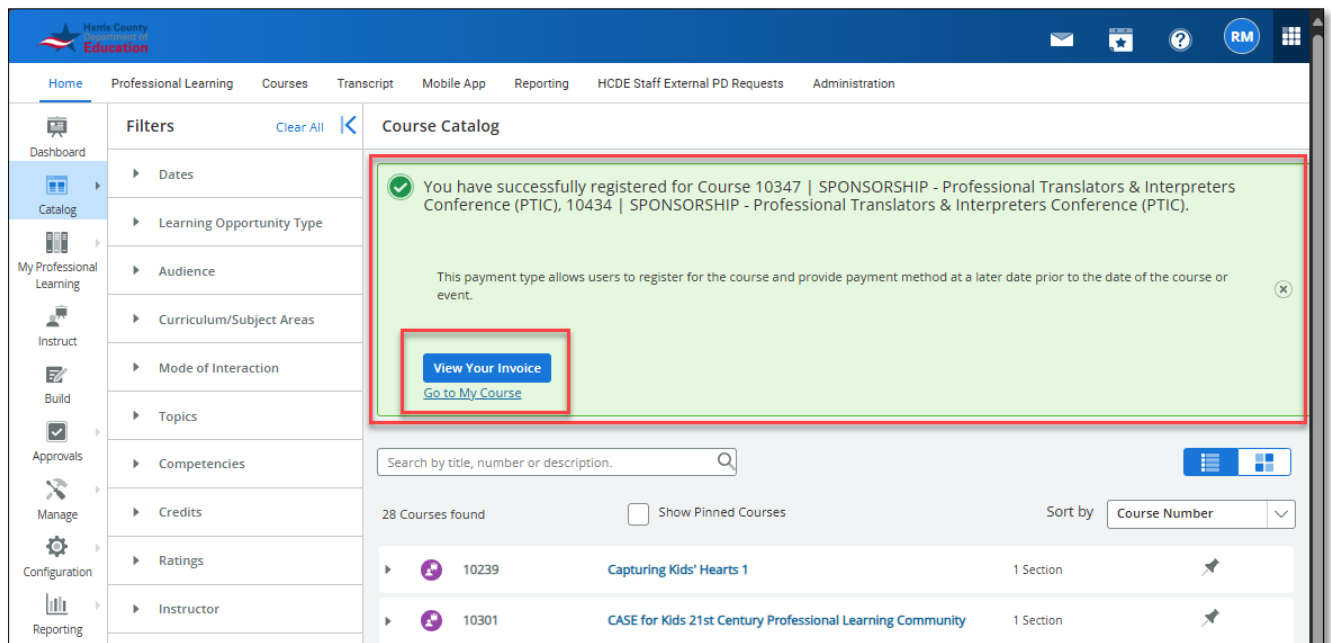 Harris County
Department of
Education
RM
Home Professional Learning Courses Transcript Mobile App Reporting HCDE Staff External PD Requests Administration
Dashboard
Catalog
My Professional
Learning
Instruct
Build
Approvals
Manage
Configuration
Reporting
Filters Clear All
Dates
Learning Opportunity Type
Audience
Curriculum/Subject Areas
Mode of Interaction
Topics
Competencies
Credits
Ratings
Instructor
Course Catalog
You have successfully registered for Course 10347 | SPONSORSHIP - Professional Translators & Interpreters
Conference (PTIC), 10434 | SPONSORSHIP - Professional Translators & Interpreters Conference (PTIC).
This payment type allows users to register for the course and provide payment method at a later date prior to the date of the course or
event.
View Your Invoice
Go to My Course
Search by title, number or description.
28 Courses found Show Pinned Courses Sort by Course Number
10239 Capturing Kids' Hearts 1 1 Section
10301 CASE for Kids 21st Century Professional Learning Community 1 Section